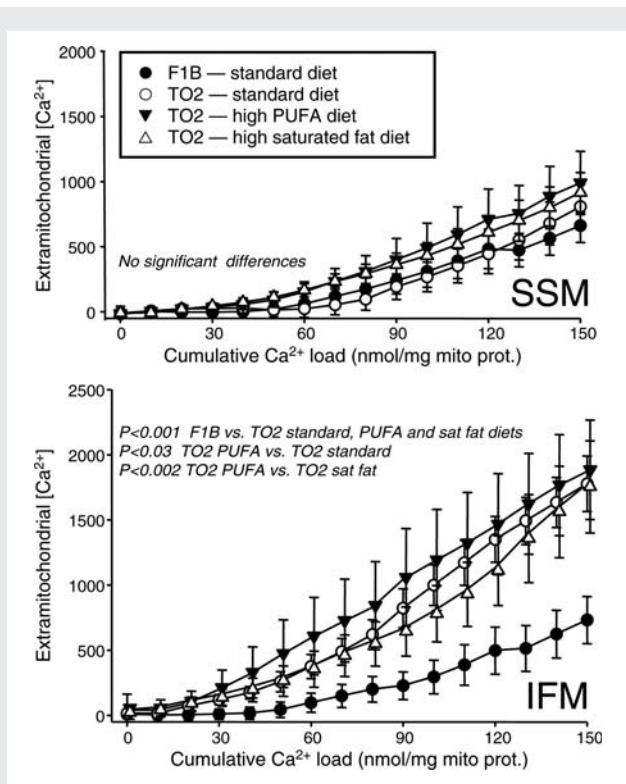 2000
1500
1000
500
0
Extramitochondrial [Ca²⁺]
F1B — standard diet
TO2 — standard diet
TO2 — high PUFA diet
TO2 — high saturated fat diet
No significant differences
SSM
0 30 60 90 120 150
Cumulative Ca²⁺ load (nmol/mg mito prot.)
2500
2000
1500
1000
500
0
Extramitochondrial [Ca²⁺]
P<0.001 F1B vs. TO2 standard, PUFA and sat fat diets
P<0.03 TO2 PUFA vs. TO2 standard
P<0.002 TO2 PUFA vs. TO2 sat fat
IFM
0 30 60 90 120 150
Cumulative Ca²⁺ load (nmol/mg mito prot.)